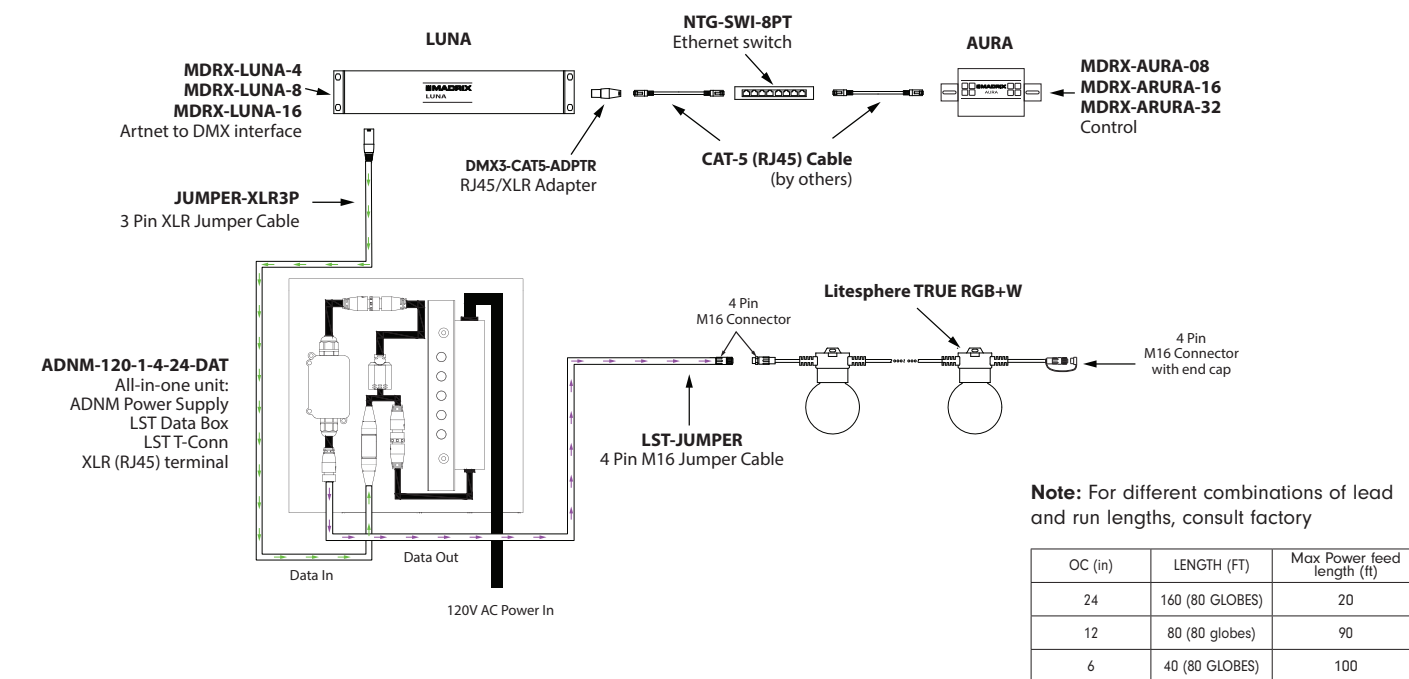 NTG-SWI-8PT
Ethernet switch
LUNA
AURA
MDRX-LUNA-4
MDRX-LUNA-8
MDRX-LUNA-16
Artnet to DMX interface
MADRIX
LUNA
MADRIX
AURA
MDRX-AURA-08
MDRX-ARURA-16
MDRX-ARURA-32
Control
DMX3-CAT5-ADPTR
RJ45/XLR Adapter
CAT-5 (RJ45) Cable
(by others)
JUMPER-XLR3P
3 Pin XLR Jumper Cable
ADNM-120-1-4-24-DAT
All-in-one unit:
ADNM Power Supply
LST Data Box
LST T-Conn
XLR (RJ45) terminal
4 Pin
M16 Connector
Litesphere TRUE RGB+W
4 Pin
M16 Connector
with end cap
LST-JUMPER
4 Pin M16 Jumper Cable
Data In
Data Out
120V AC Power In
Note: For different combinations of lead
and run lengths, consult factory
OC (in) LENGTH (FT) Max Power feed
length (ft)
24 160 (80 GLOBES) 20
12 80 (80 globes) 90
6 40 (80 GLOBES) 100